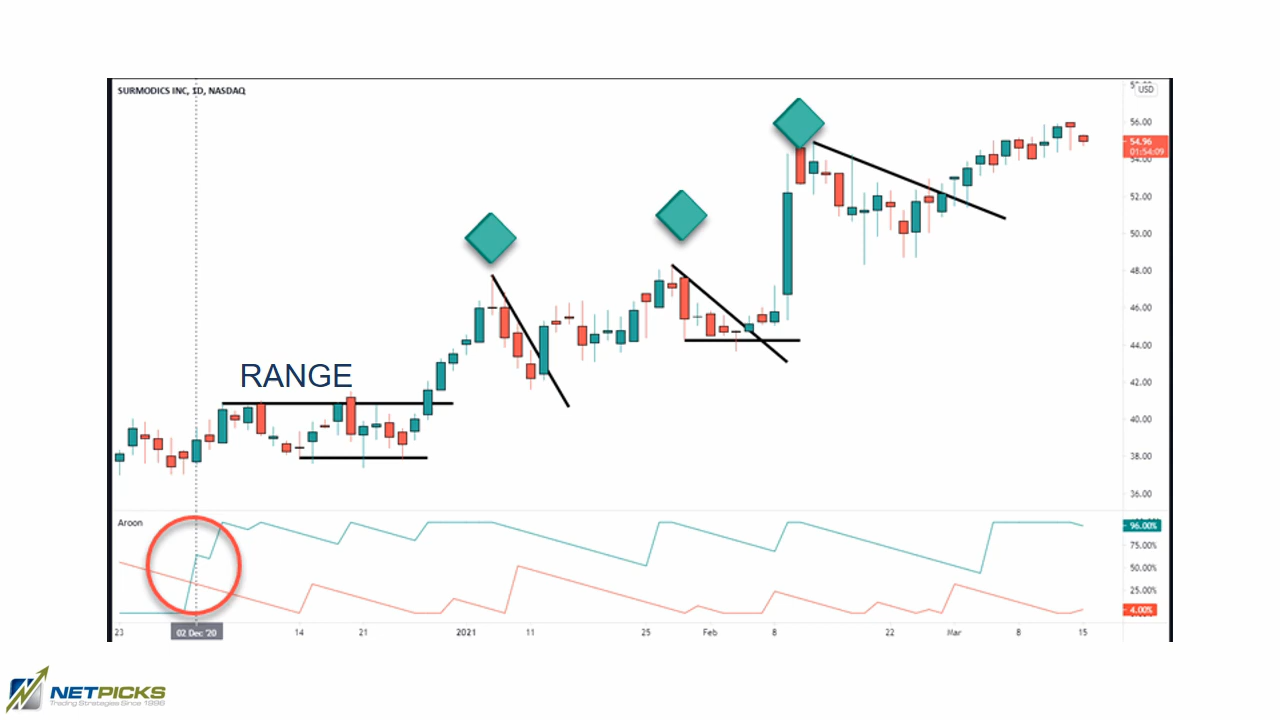 SURMODICS INC, 1D, NASDAQ
USD
56.00
54.96
01:54:09
54.00
52.00
50.00
48.00
46.00
44.00
RANGE
42.00
40.00
38.00
36.00
Aroon
96.00%
75.00%
50.00%
25.00%
4.00%
23 02 Dec '20 14 21 2021 11 25 Feb 8 22 Mar 8 15
NETPICKS
Trading Strategies Since 1996